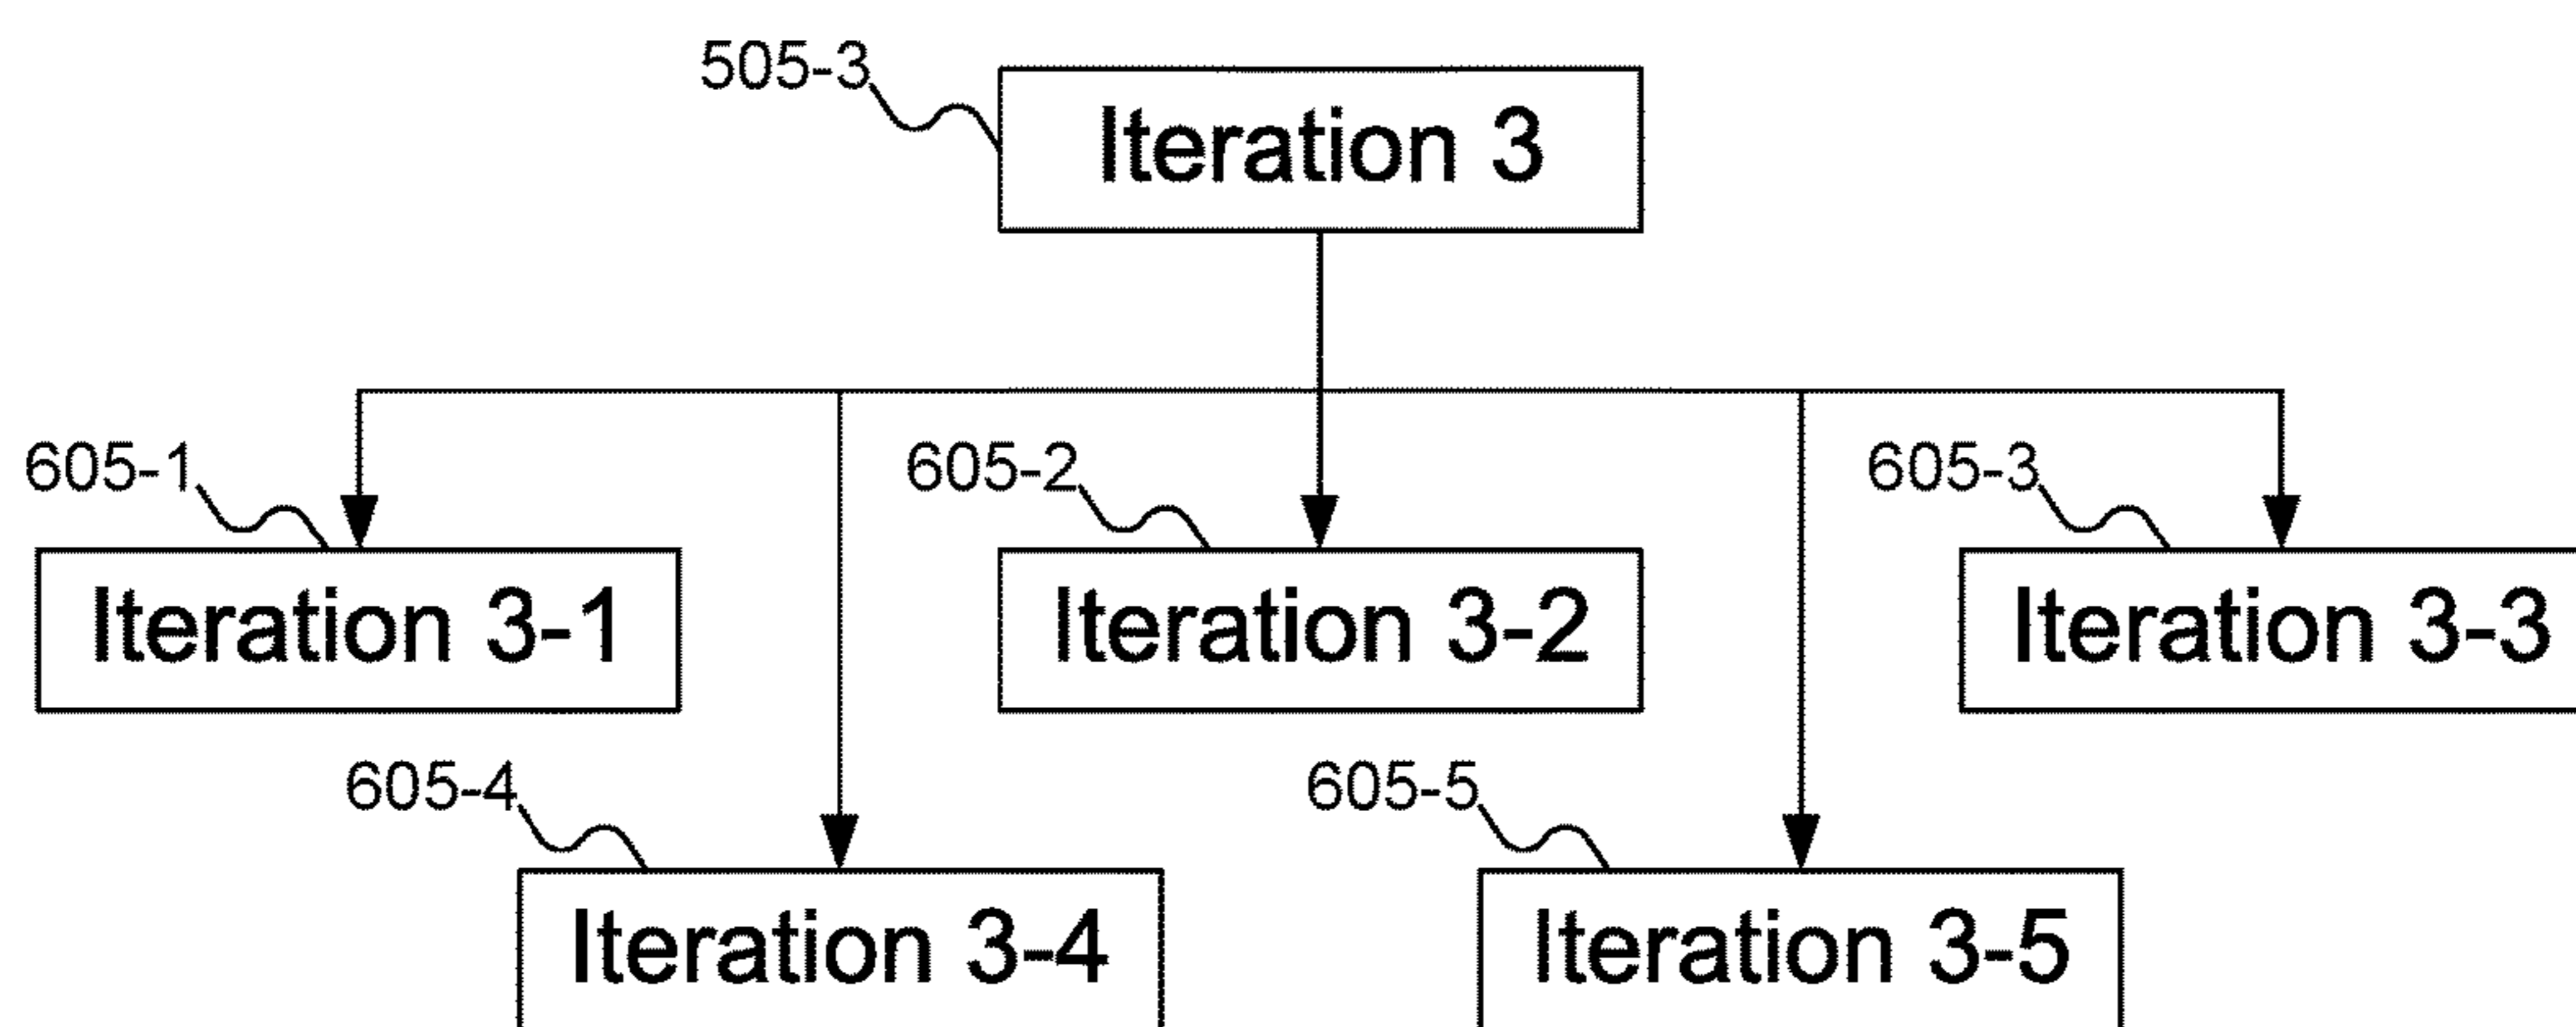 505-3
Iteration 3
605-1
605-2
605-3
Iteration 3-1
Iteration 3-2
Iteration 3-3
605-4
605-5
Iteration 3-4
Iteration 3-5